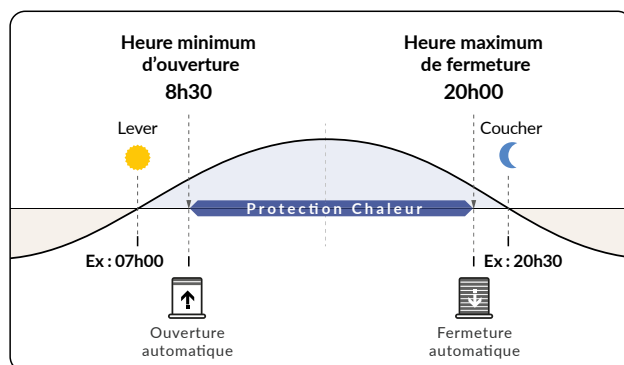 Heure minimum
d'ouverture
8h30
Heure maximum
de fermeture
20h00
Lever
Coucher
Protection Chaleur
Ex : 07h00
Ex : 20h30
Ouverture
automatique
Fermeture
automatique